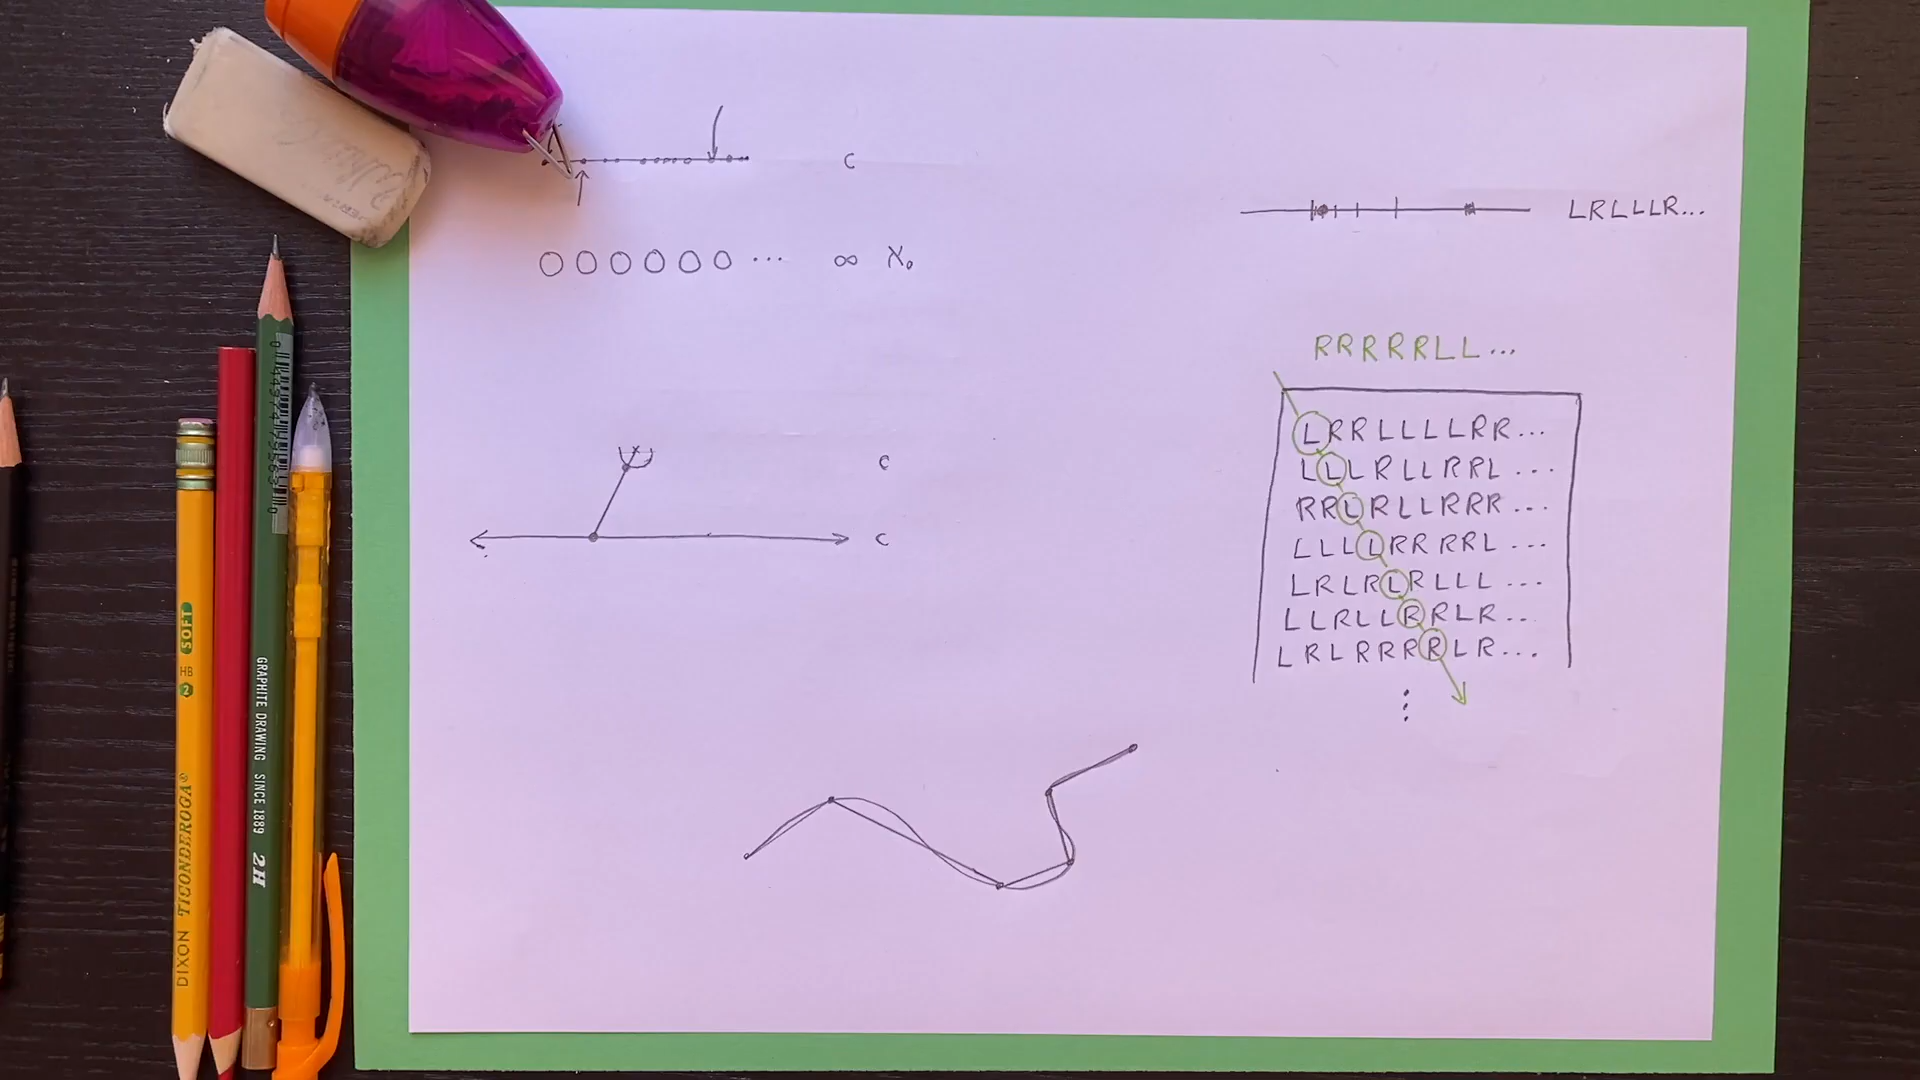 C
∞ ℵ₀
C
C
LRLLLR...
RRRRRLL...
LRRLLLLRR...
LLLRLLRRL...
RRLRLLRRR...
LLLLRRRRL...
LRLRLRLLL...
LLRLLRRLR...
LRLRRRRLR...
DIXON TICONDEROGA® HB 2 SOFT
GRAPHITE DRAWING SINCE 1889 2H